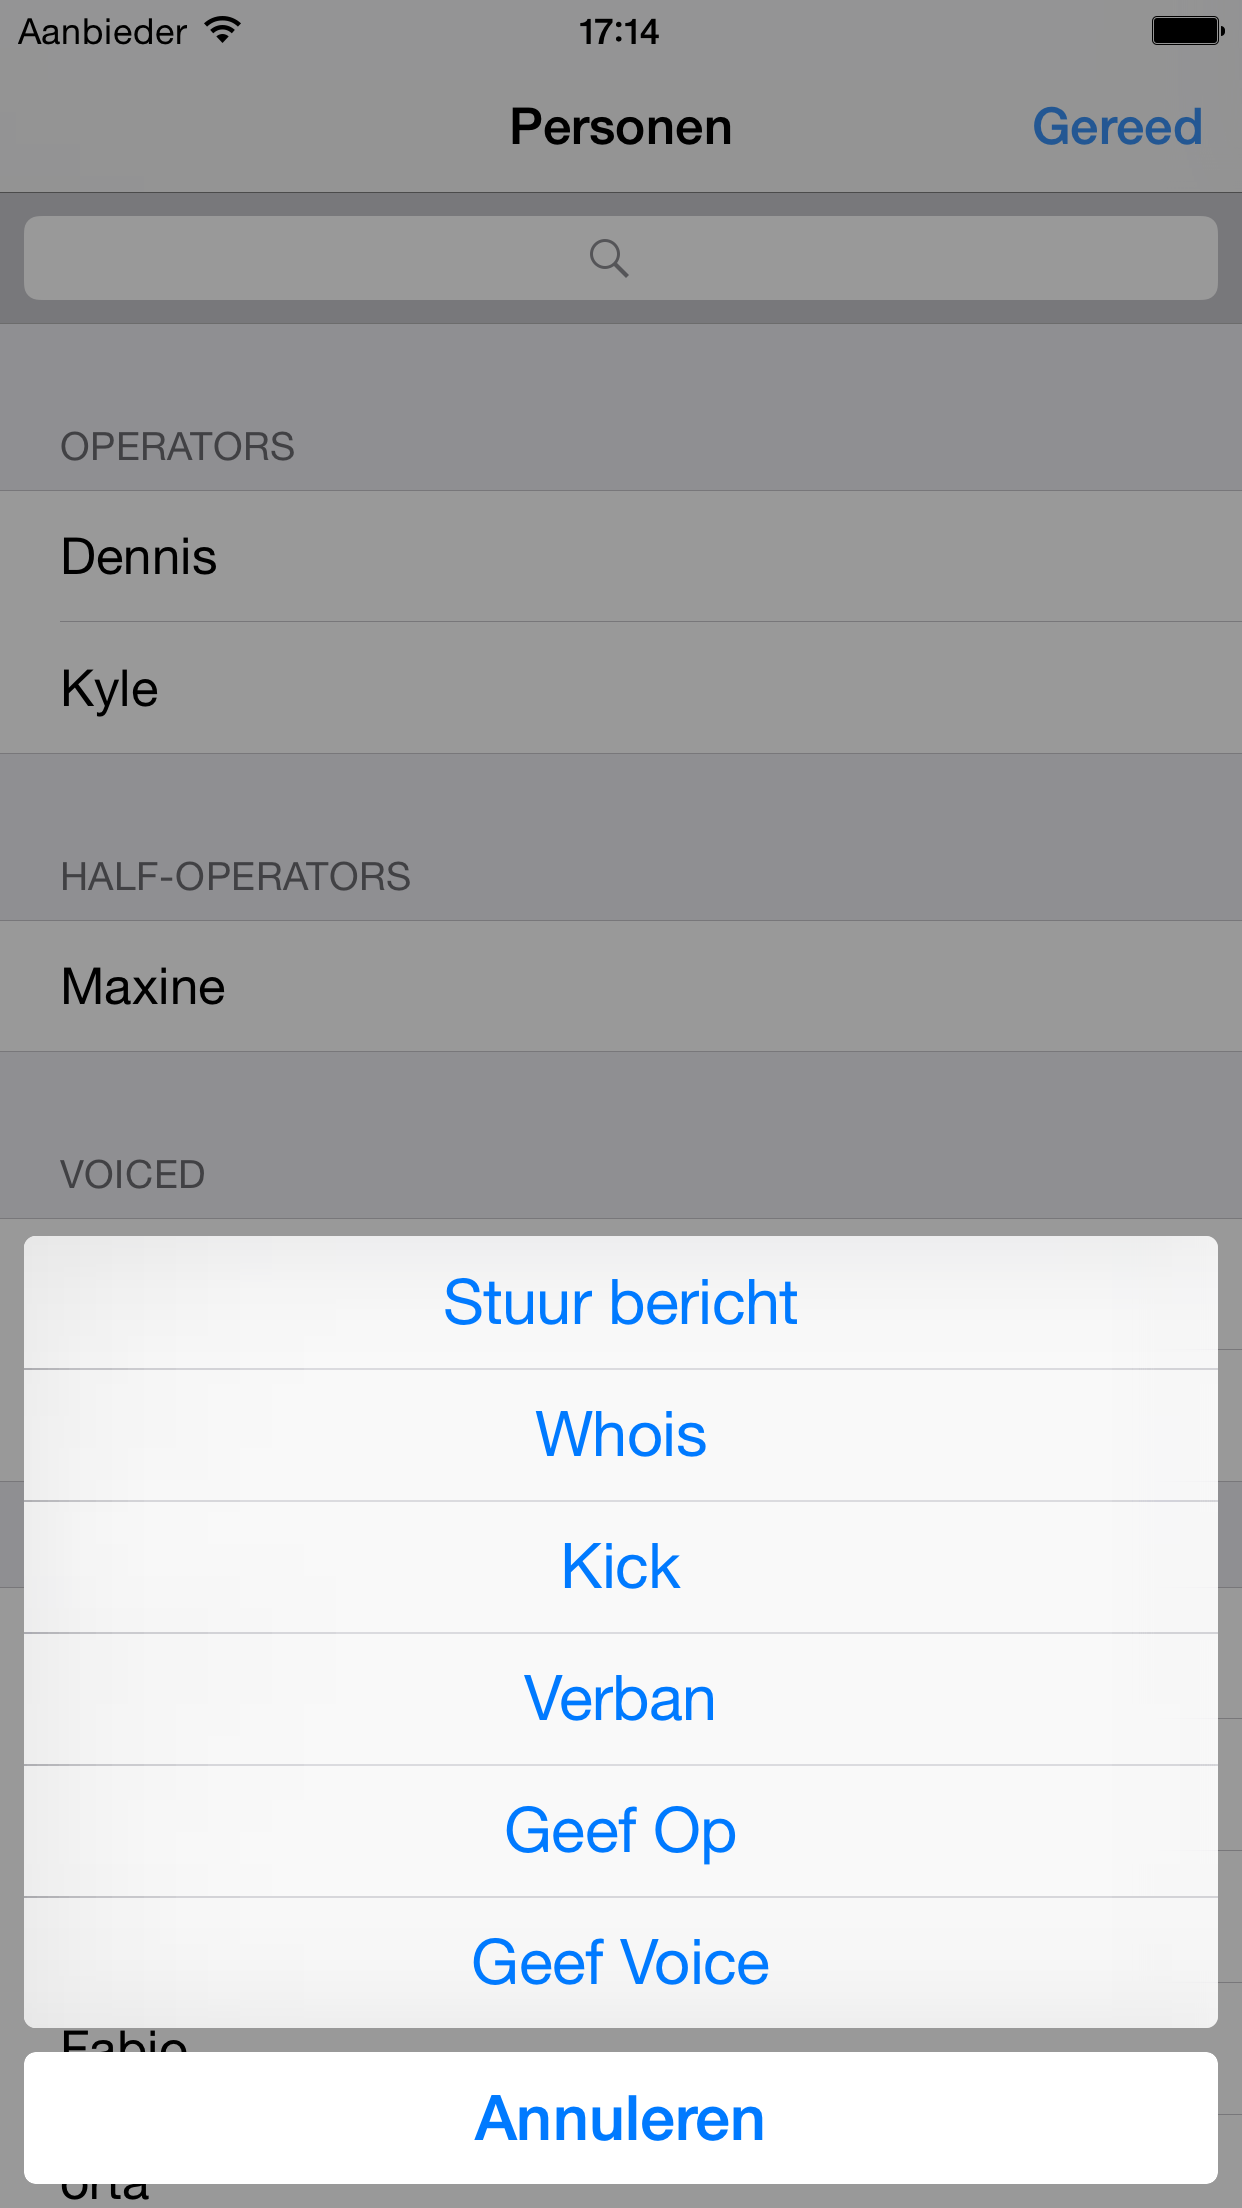 Aanbieder 17:14
Personen Gereed
OPERATORS
Dennis
Kyle
HALF-OPERATORS
Maxine
VOICED
Stuur bericht
Whois
Kick
Verban
Geef Op
Geef Voice
Fabio
Annuleren
orta